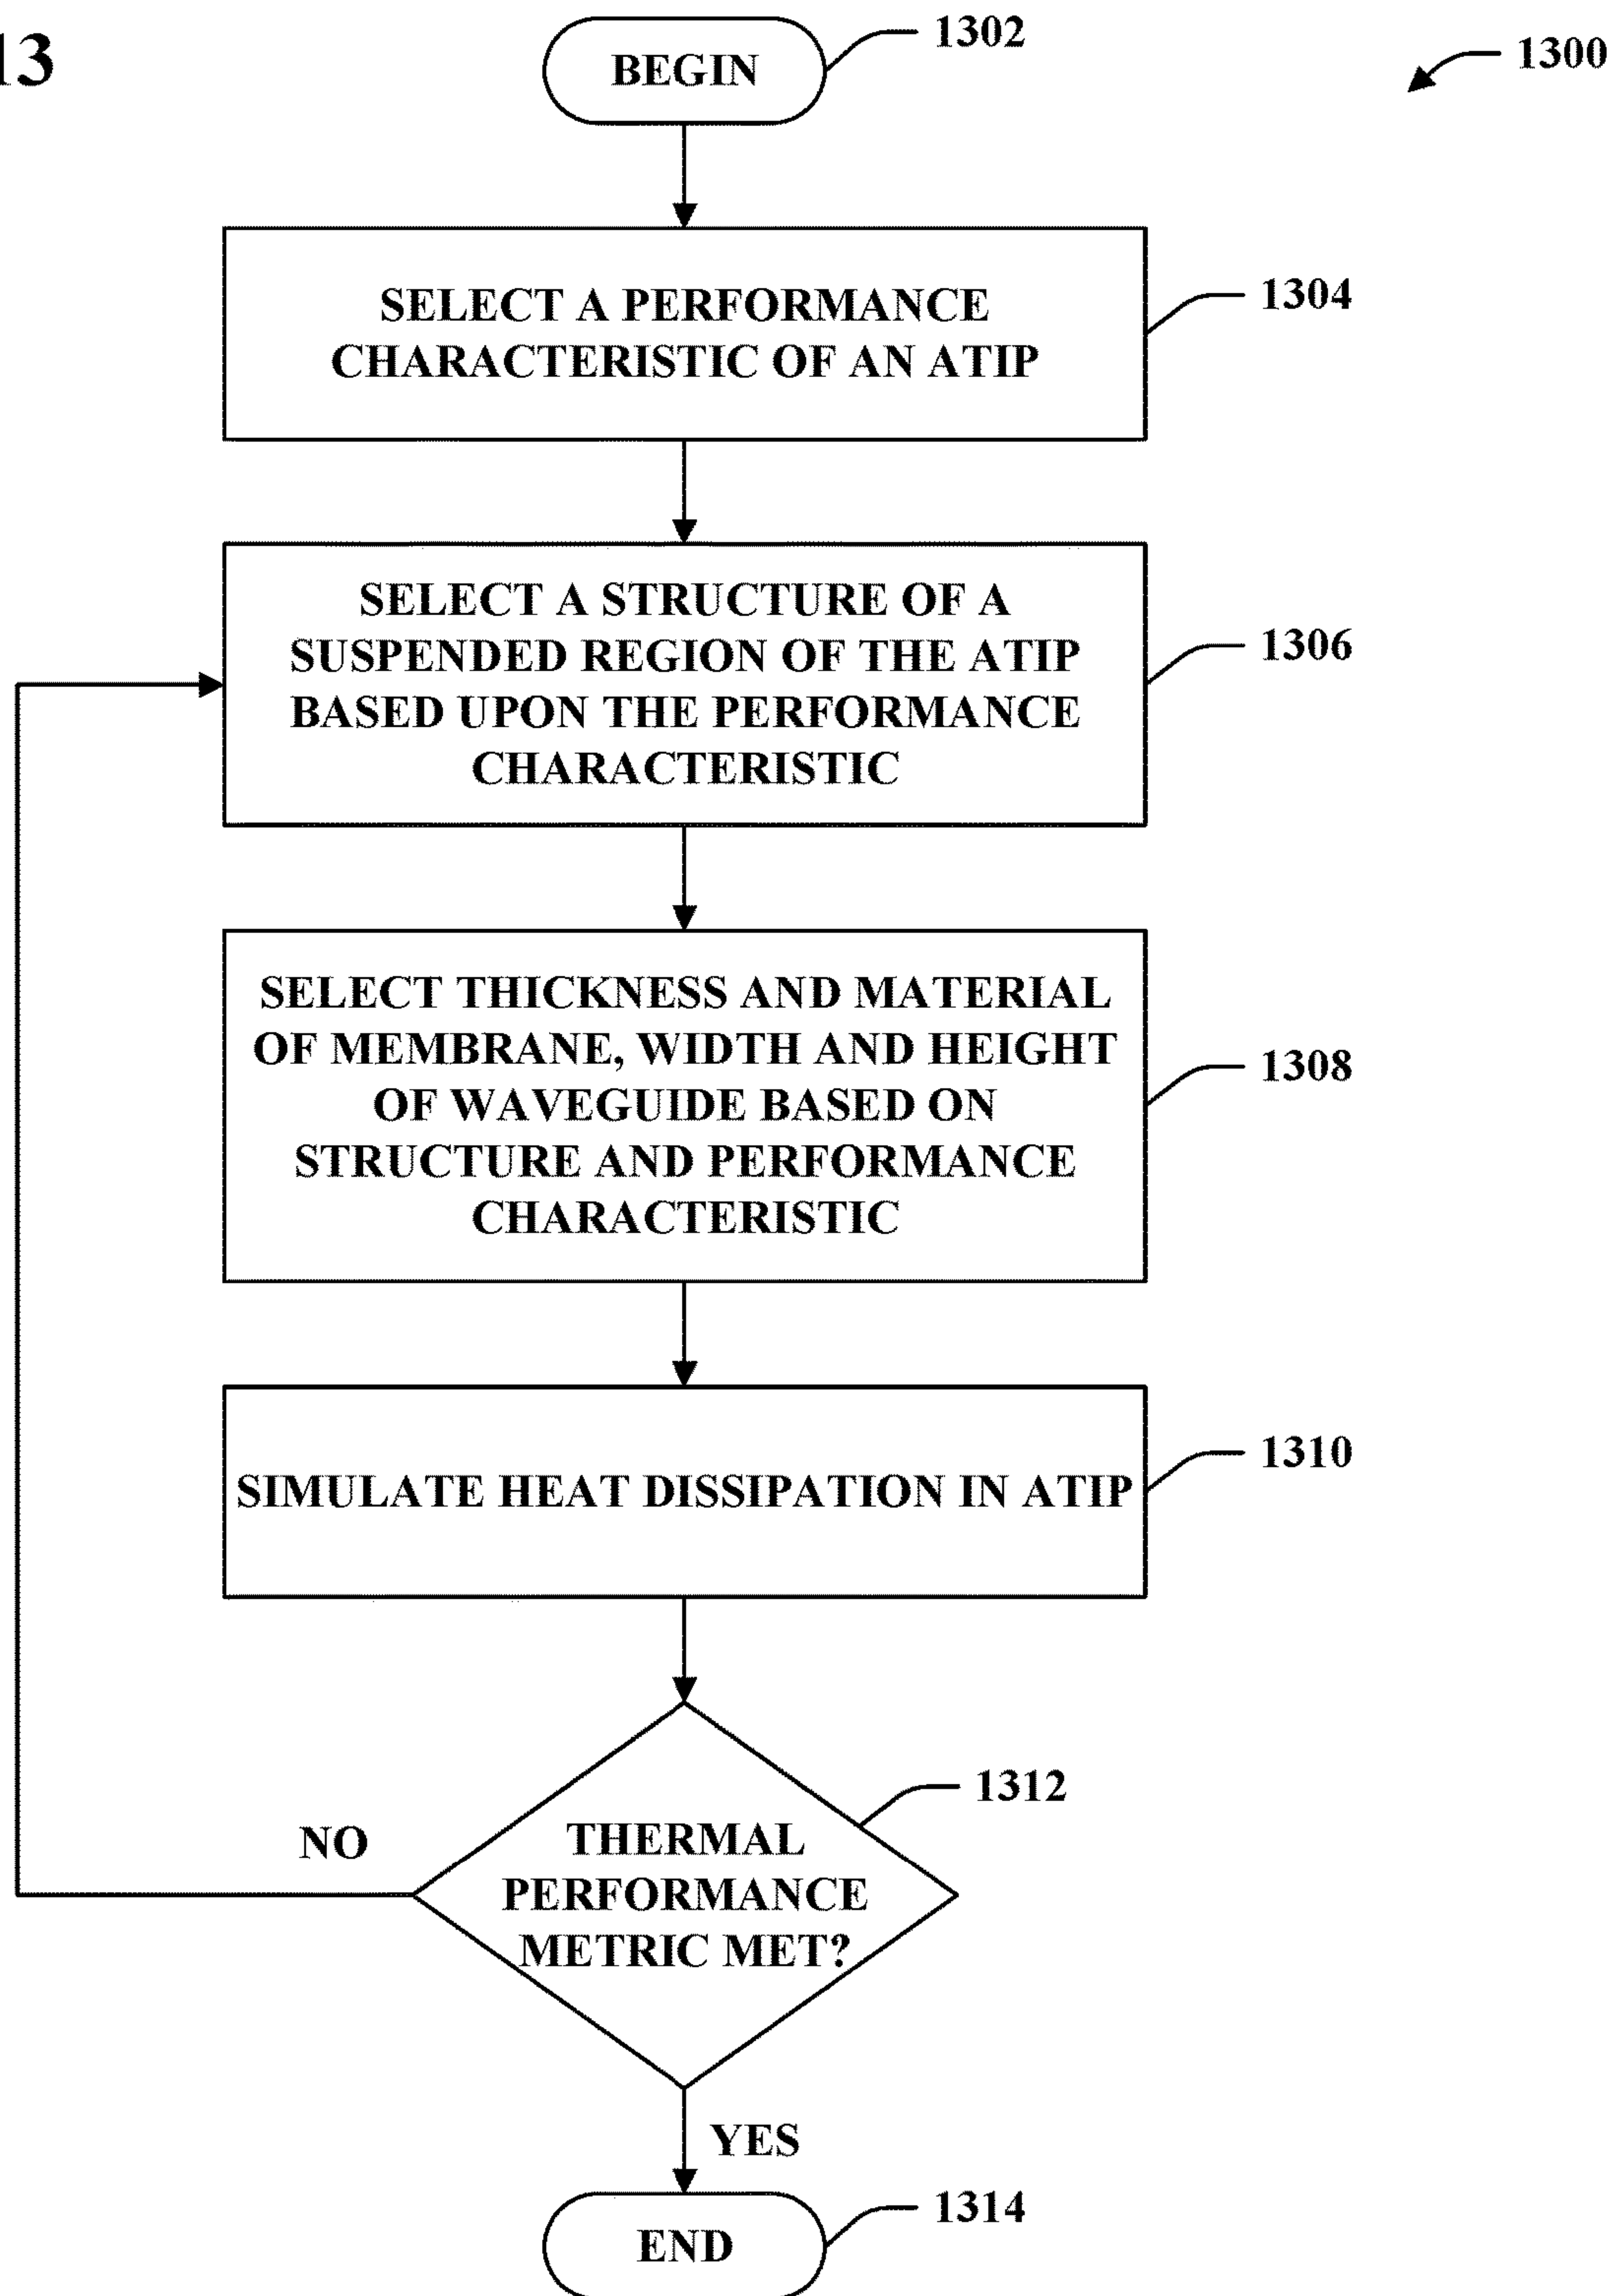 13
BEGIN
1302
1300
SELECT A PERFORMANCE
CHARACTERISTIC OF AN ATIP
1304
SELECT A STRUCTURE OF A
SUSPENDED REGION OF THE ATIP
BASED UPON THE PERFORMANCE
CHARACTERISTIC
1306
SELECT THICKNESS AND MATERIAL
OF MEMBRANE, WIDTH AND HEIGHT
OF WAVEGUIDE BASED ON
STRUCTURE AND PERFORMANCE
CHARACTERISTIC
1308
SIMULATE HEAT DISSIPATION IN ATIP
1310
THERMAL
PERFORMANCE
METRIC MET?
1312
NO
YES
END
1314